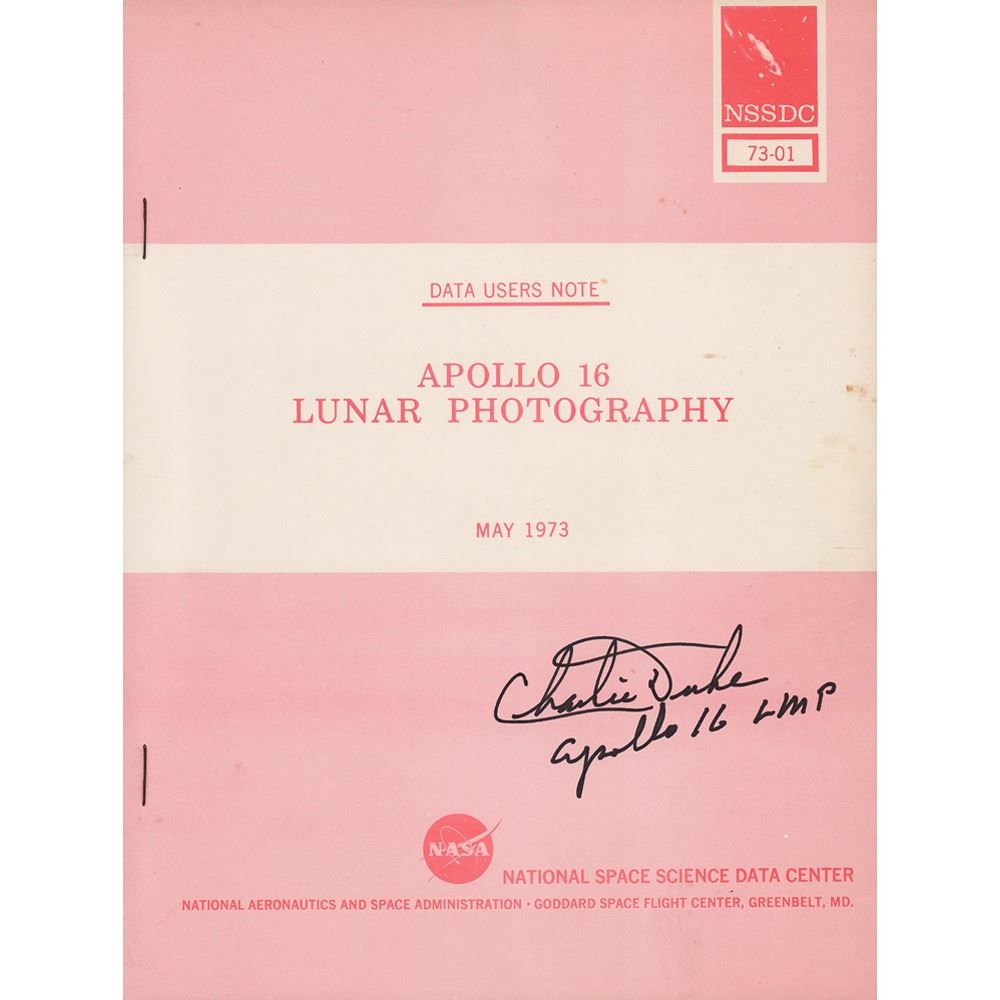 NSSDC
73-01
DATA USERS NOTE
APOLLO 16
LUNAR PHOTOGRAPHY
MAY 1973
Charlie Duke
Apollo 16 LMP
NASA
NATIONAL SPACE SCIENCE DATA CENTER
NATIONAL AERONAUTICS AND SPACE ADMINISTRATION • GODDARD SPACE FLIGHT CENTER, GREENBELT, MD.